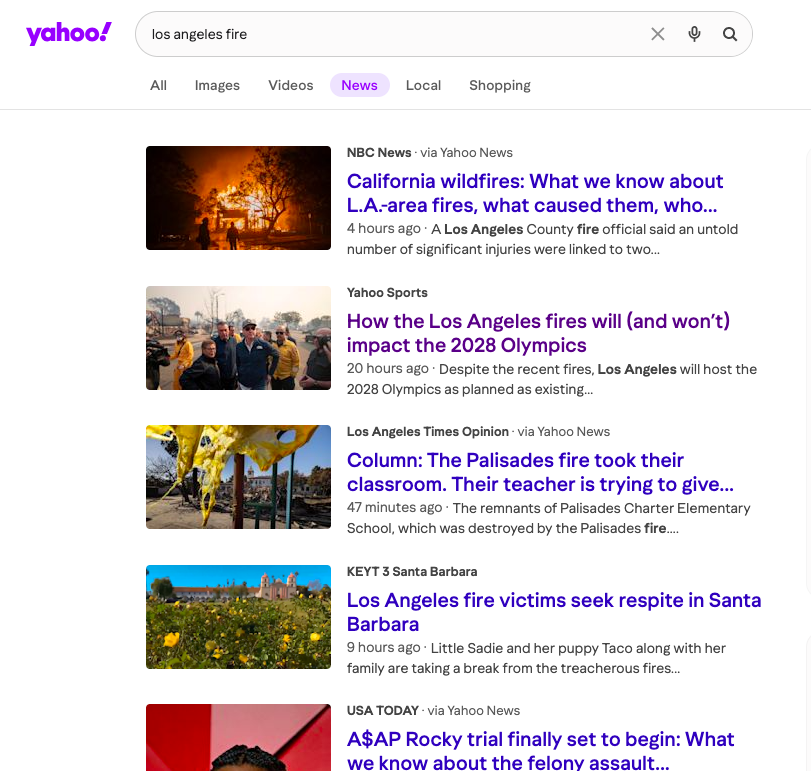 yahoo!
los angeles fire
All Images Videos News Local Shopping
NBC News · via Yahoo News
California wildfires: What we know about
L.A.-area fires, what caused them, who...
4 hours ago · A Los Angeles County fire official said an untold
number of significant injuries were linked to two...
Yahoo Sports
How the Los Angeles fires will (and won't)
impact the 2028 Olympics
20 hours ago · Despite the recent fires, Los Angeles will host the
2028 Olympics as planned as existing...
Los Angeles Times Opinion · via Yahoo News
Column: The Palisades fire took their
classroom. Their teacher is trying to give...
47 minutes ago · The remnants of Palisades Charter Elementary
School, which was destroyed by the Palisades fire....
KEYT 3 Santa Barbara
Los Angeles fire victims seek respite in Santa
Barbara
9 hours ago · Little Sadie and her puppy Taco along with her
family are taking a break from the treacherous fires...
USA TODAY · via Yahoo News
A$AP Rocky trial finally set to begin: What
we know about the felony assault...